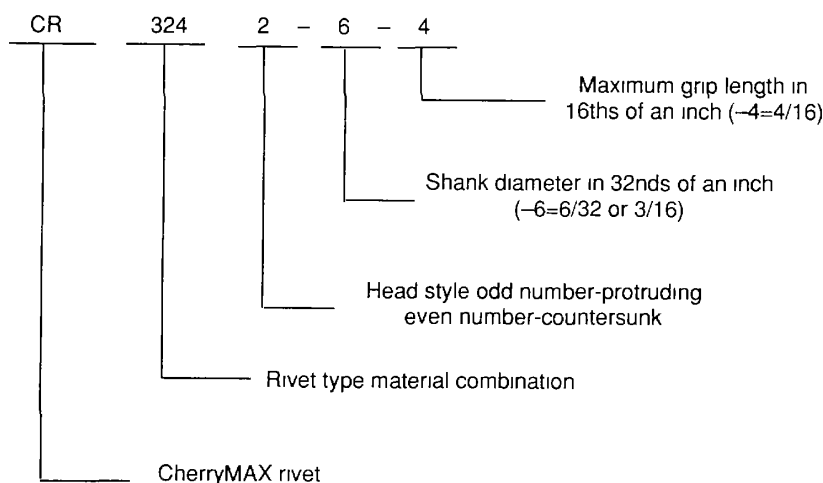 CR 324 2 - 6 - 4
Maximum grip length in
16ths of an inch (–4=4/16)
Shank diameter in 32nds of an inch
(–6=6/32 or 3/16)
Head style odd number-protruding
even number-countersunk
Rivet type material combination
CherryMAX rivet